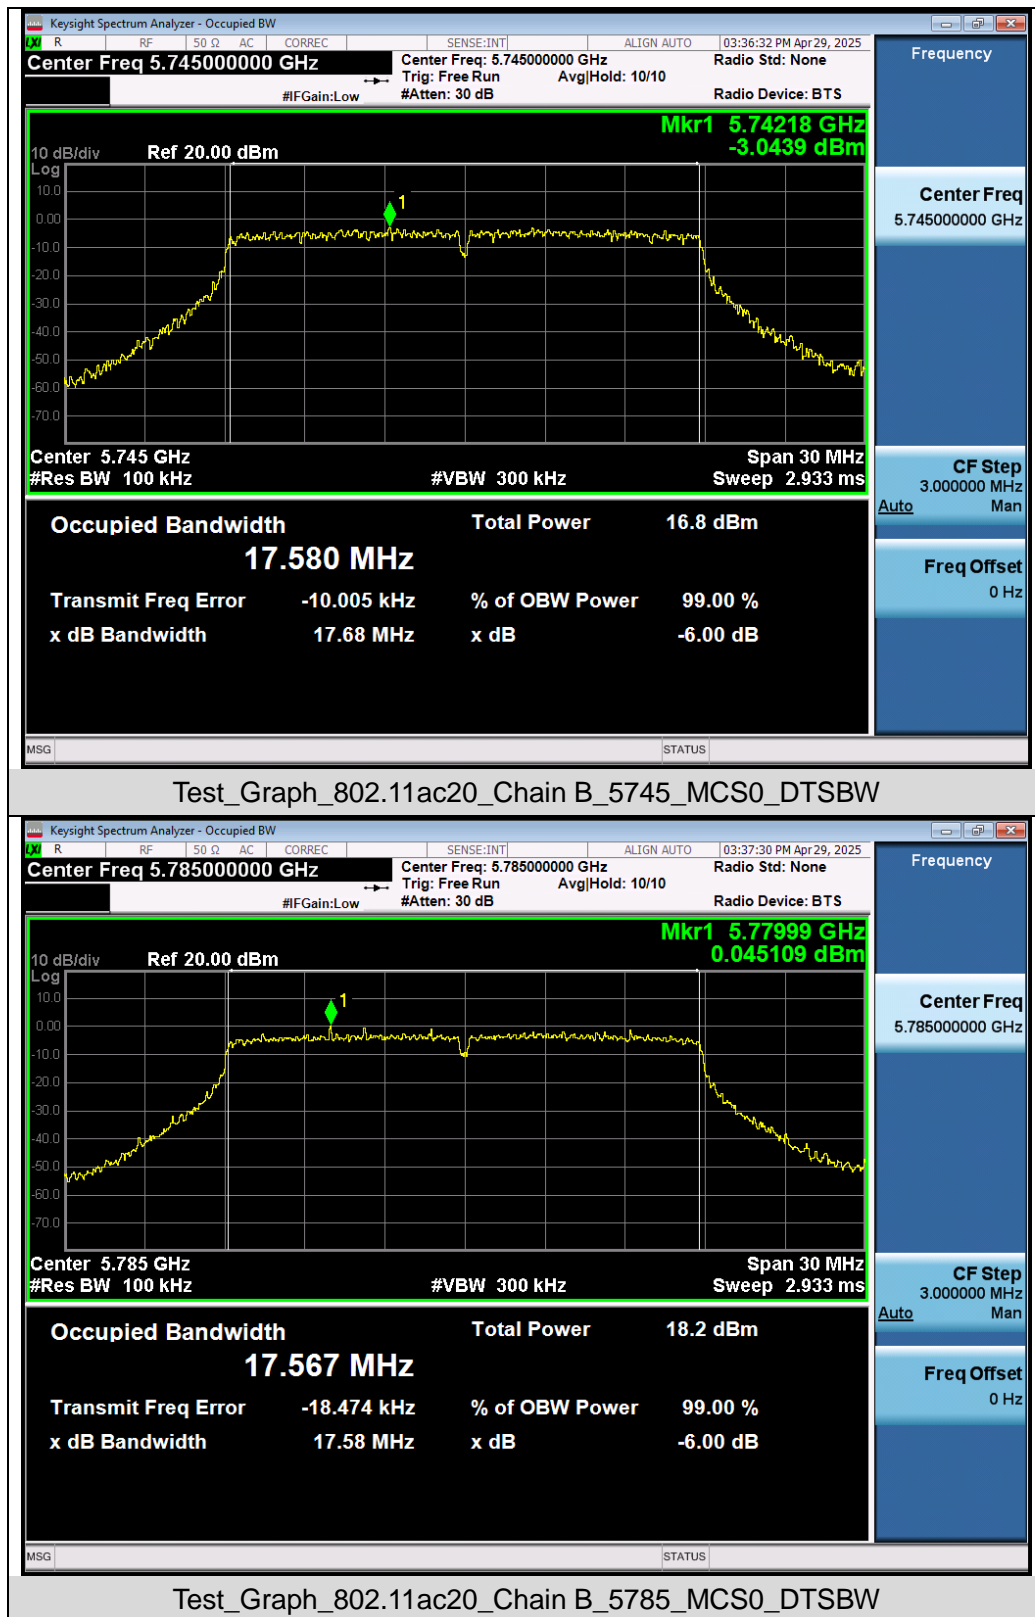 Keysight Spectrum Analyzer - Occupied BW
LXI R RF 50 Ω AC CORREC SENSE:INT ALIGN AUTO 03:36:32 PM Apr 29, 2025
Center Freq 5.745000000 GHz
Center Freq: 5.745000000 GHz
Radio Std: None
Trig: Free Run Avg|Hold: 10/10
#IFGain:Low
#Atten: 30 dB
Radio Device: BTS
Frequency
Mkr1 5.74218 GHz
-3.0439 dBm
10 dB/div Ref 20.00 dBm
Log
10.0
0.00
-10.0
-20.0
-30.0
-40.0
-50.0
-60.0
-70.0
1
Center 5.745 GHz Span 30 MHz
#Res BW 100 kHz #VBW 300 kHz Sweep 2.933 ms
Center Freq
5.745000000 GHz
CF Step
3.000000 MHz
Auto Man
Freq Offset
0 Hz
Occupied Bandwidth Total Power 16.8 dBm
17.580 MHz
Transmit Freq Error -10.005 kHz % of OBW Power 99.00 %
x dB Bandwidth 17.68 MHz x dB -6.00 dB
MSG STATUS
Test_Graph_802.11ac20_Chain B_5745_MCS0_DTSBW
Keysight Spectrum Analyzer - Occupied BW
LXI R RF 50 Ω AC CORREC SENSE:INT ALIGN AUTO 03:37:30 PM Apr 29, 2025
Center Freq 5.785000000 GHz
Center Freq: 5.785000000 GHz
Radio Std: None
Trig: Free Run Avg|Hold: 10/10
#IFGain:Low
#Atten: 30 dB
Radio Device: BTS
Frequency
Mkr1 5.77999 GHz
0.045109 dBm
10 dB/div Ref 20.00 dBm
Log
10.0
0.00
-10.0
-20.0
-30.0
-40.0
-50.0
-60.0
-70.0
1
Center 5.785 GHz Span 30 MHz
#Res BW 100 kHz #VBW 300 kHz Sweep 2.933 ms
Center Freq
5.785000000 GHz
CF Step
3.000000 MHz
Auto Man
Freq Offset
0 Hz
Occupied Bandwidth Total Power 18.2 dBm
17.567 MHz
Transmit Freq Error -18.474 kHz % of OBW Power 99.00 %
x dB Bandwidth 17.58 MHz x dB -6.00 dB
MSG STATUS
Test_Graph_802.11ac20_Chain B_5785_MCS0_DTSBW